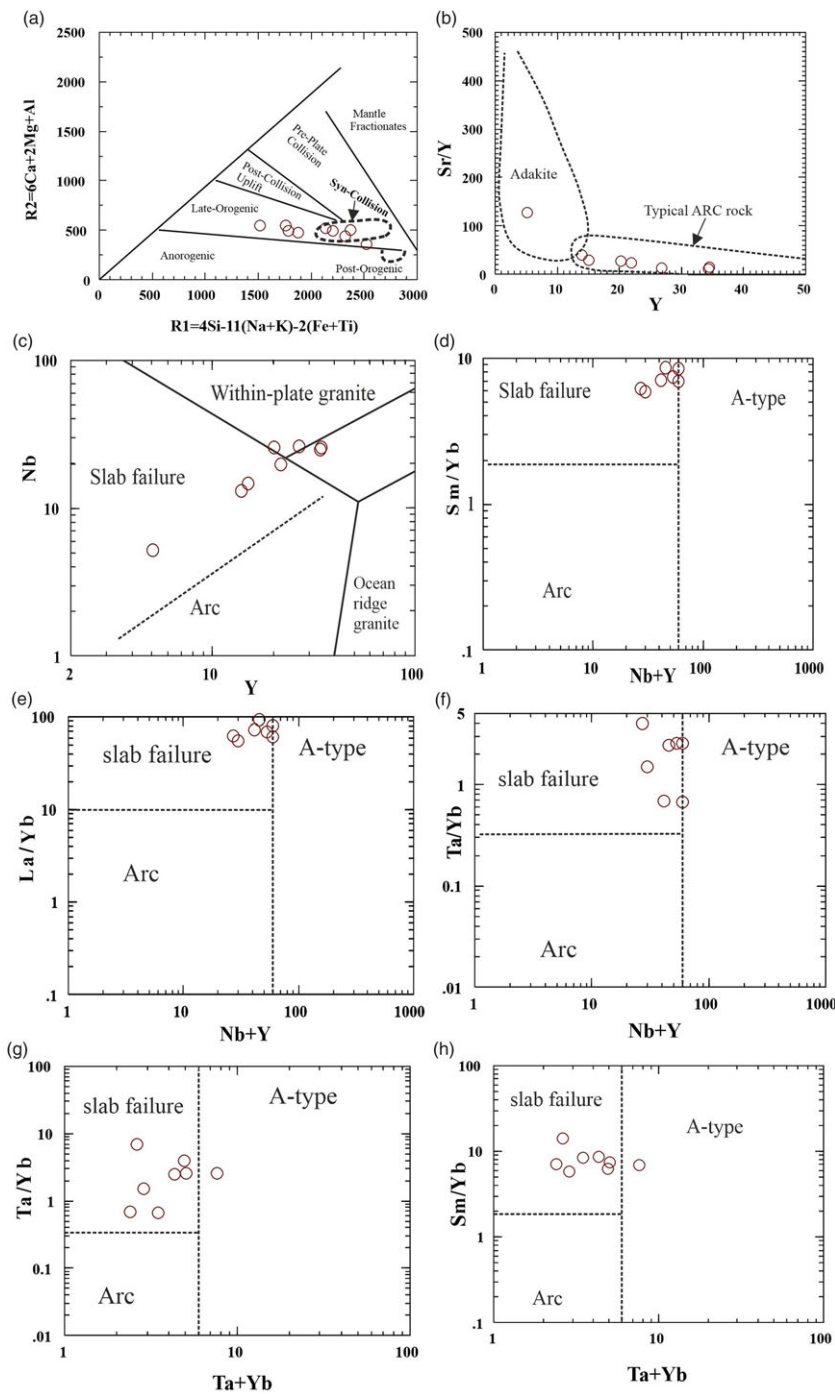 (a)
2500
2000
1500
1000
500
0
R2=6Ca+2Mg+Al
Mantle
Fractionates
Pre-Plate
Collision
Post-Collision
Uplift
Syn-Collision
Late-Orogenic
Anorogenic
Post-Orogenic
0 500 1000 1500 2000 2500 3000
R1=4Si-11(Na+K)-2(Fe+Ti)
(b)
500
400
300
200
100
0
Sr/Y
Adakite
Typical ARC rock
0 10 20 30 40 50
Y
(c)
100
10
1
Nb
Within-plate granite
Slab failure
Arc
Ocean
ridge
granite
2 10 100
Y
(d)
10
1
.1
Sm/Yb
Slab failure
A-type
Arc
1 10 100 1000
Nb+Y
(e)
100
10
1
.1
La/Yb
slab failure
A-type
Arc
1 10 100 1000
Nb+Y
(f)
5
1
0.1
.01
Ta/Yb
slab failure
A-type
Arc
1 10 100 1000
Nb+Y
(g)
100
10
1
0.1
.01
Ta/Yb
slab failure
A-type
Arc
1 10 100
Ta+Yb
(h)
100
10
1
.1
Sm/Yb
slab failure
A-type
Arc
1 10 100
Ta+Yb